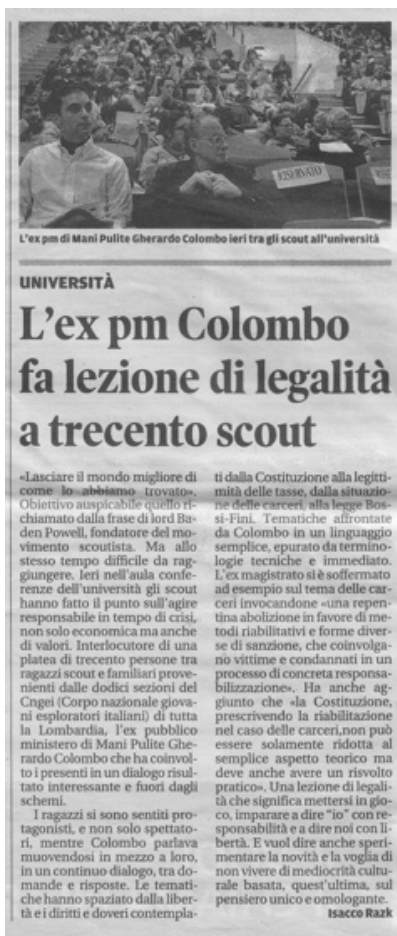 RISERVATO
L'ex pm di Mani Pulite Gherardo Colombo ieri tra gli scout all'università
UNIVERSITÀ
L'ex pm Colombo
fa lezione di legalità
a trecento scout
«Lasciare il mondo migliore di
come lo abbiamo trovato».
Obiettivo auspicabile quello ri-
chiamato dalla frase di lord Ba-
den Powell, fondatore del mo-
vimento scoutista. Ma allo
stesso tempo difficile da rag-
giungere. Ieri nell'aula confe-
renze dell'università gli scout
hanno fatto il punto sull'agire
responsabile in tempo di crisi,
non solo economica ma anche
di valori. Interlocutore di una
platea di trecento persone tra
ragazzi scout e familiari prove-
nienti dalle dodici sezioni del
Cngei (Corpo nazionale giova-
ni esploratori italiani) di tutta
la Lombardia, l'ex pubblico
ministero di Mani Pulite Ghe-
rardo Colombo che ha coinvol-
to i presenti in un dialogo risul-
tato interessante e fuori dagli
schemi.
I ragazzi si sono sentiti pro-
tagonisti, e non solo spettato-
ri, mentre Colombo parlava
muovendosi in mezzo a loro,
in un continuo dialogo, tra do-
mande e risposte. Le temati-
che hanno spaziato dalla liber-
tà e i diritti e doveri contempla-
ti dalla Costituzione alla legitti-
mità delle tasse, dalla situazio-
ne delle carceri, alla legge Bos-
si-Fini. Tematiche affrontate
da Colombo in un linguaggio
semplice, epurato da termino-
logie tecniche e immediato.
L'ex magistrato si è soffermato
ad esempio sul tema delle car-
ceri invocandone «una repen-
tina abolizione in favore di me-
todi riabilitativi e forme diver-
se di sanzione, che coinvolga-
no vittime e condannati in un
processo di concreta responsa-
bilizzazione». Ha anche ag-
giunto che «la Costituzione,
prescrivendo la riabilitazione
nel caso delle carceri,non può
essere solamente ridotta al
semplice aspetto teorico ma
deve anche avere un risvolto
pratico». Una lezione di legali-
tà che significa mettersi in gio-
co, imparare a dire "io" con re-
sponsabilità e a dire noi con li-
bertà. E vuol dire anche speri-
mentare la novità e la voglia di
non vivere di mediocrità cultu-
rale basata, quest'ultima, sul
pensiero unico e omologante.
Isacco Razk